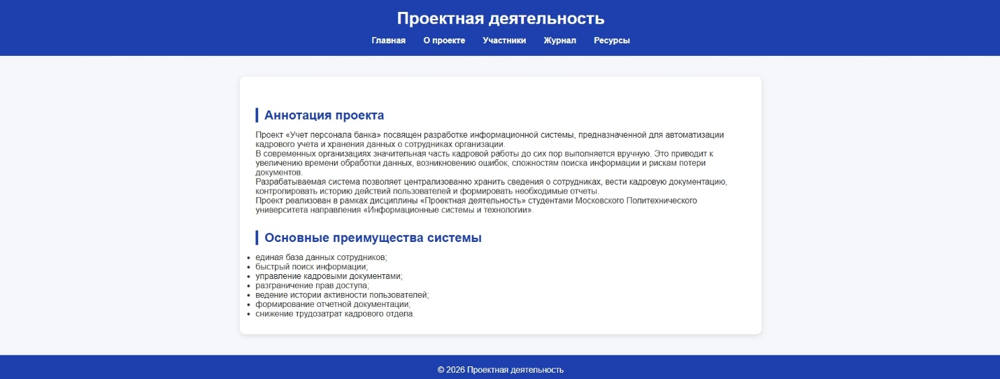 Проектная деятельность
Главная О проекте Участники Журнал Ресурсы
Аннотация проекта
Проект «Учет персонала банка» посвящен разработке информационной системы, предназначенной для автоматизации
кадрового учета и хранения данных о сотрудниках организации.
В современных организациях значительная часть кадровой работы до сих пор выполняется вручную. Это приводит к
увеличению времени обработки данных, возникновению ошибок, сложностям поиска информации и рискам потери
документов.
Разрабатываемая система позволяет централизованно хранить сведения о сотрудниках, вести кадровую документацию,
контролировать историю действий пользователей и формировать необходимые отчеты.
Проект реализован в рамках дисциплины «Проектная деятельность» студентами Московского Политехнического
университета направления «Информационные системы и технологии».
Основные преимущества системы
• единая база данных сотрудников;
• быстрый поиск информации;
• управление кадровыми документами;
• разграничение прав доступа;
• ведение истории активности пользователей;
• формирование отчетной документации;
• снижение трудозатрат кадрового отдела.
© 2026 Проектная деятельность